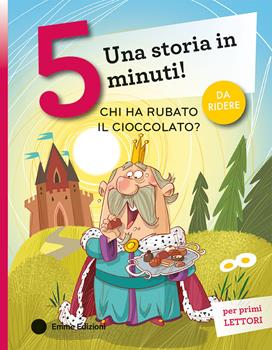 5 Una storia in
minuti!
DA
RIDERE
CHI HA RUBATO
IL CIOCCOLATO?
per primi
LETTORI
Emme Edizioni